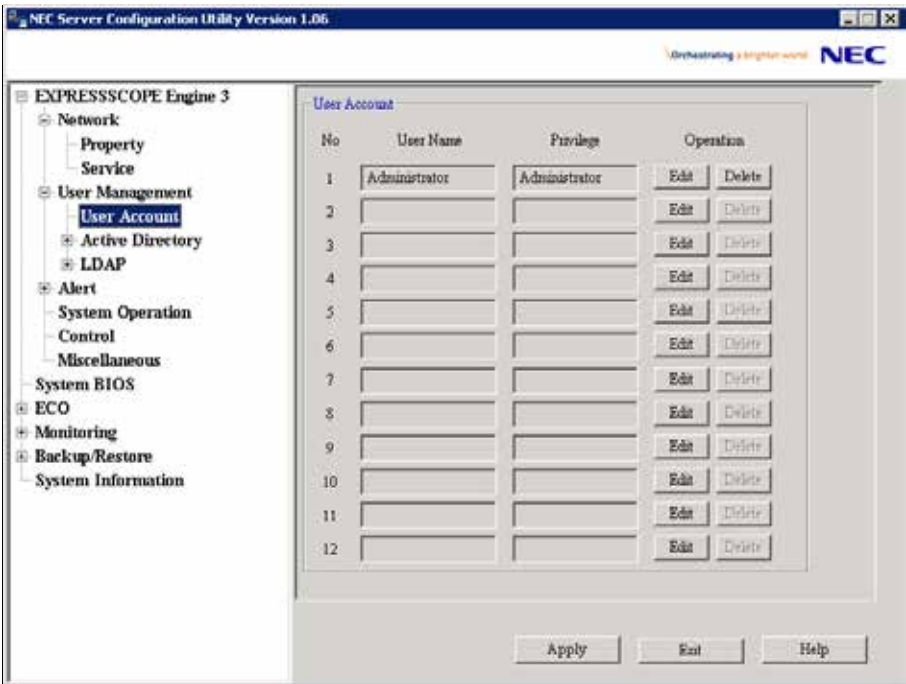 NEC Server Configuration Utility Version 1.06
Orchestrating a brighter world NEC
EXPRESSSCOPE Engine 3
Network
Property
Service
User Management
User Account
Active Directory
LDAP
Alert
System Operation
Control
Miscellaneous
System BIOS
ECO
Monitoring
Backup/Restore
System Information
User Account
No User Name Privilege Operation
1 Administrator Administrator Edit Delete
2 Edit Delete
3 Edit Delete
4 Edit Delete
5 Edit Delete
6 Edit Delete
7 Edit Delete
8 Edit Delete
9 Edit Delete
10 Edit Delete
11 Edit Delete
12 Edit Delete
Apply Exit Help